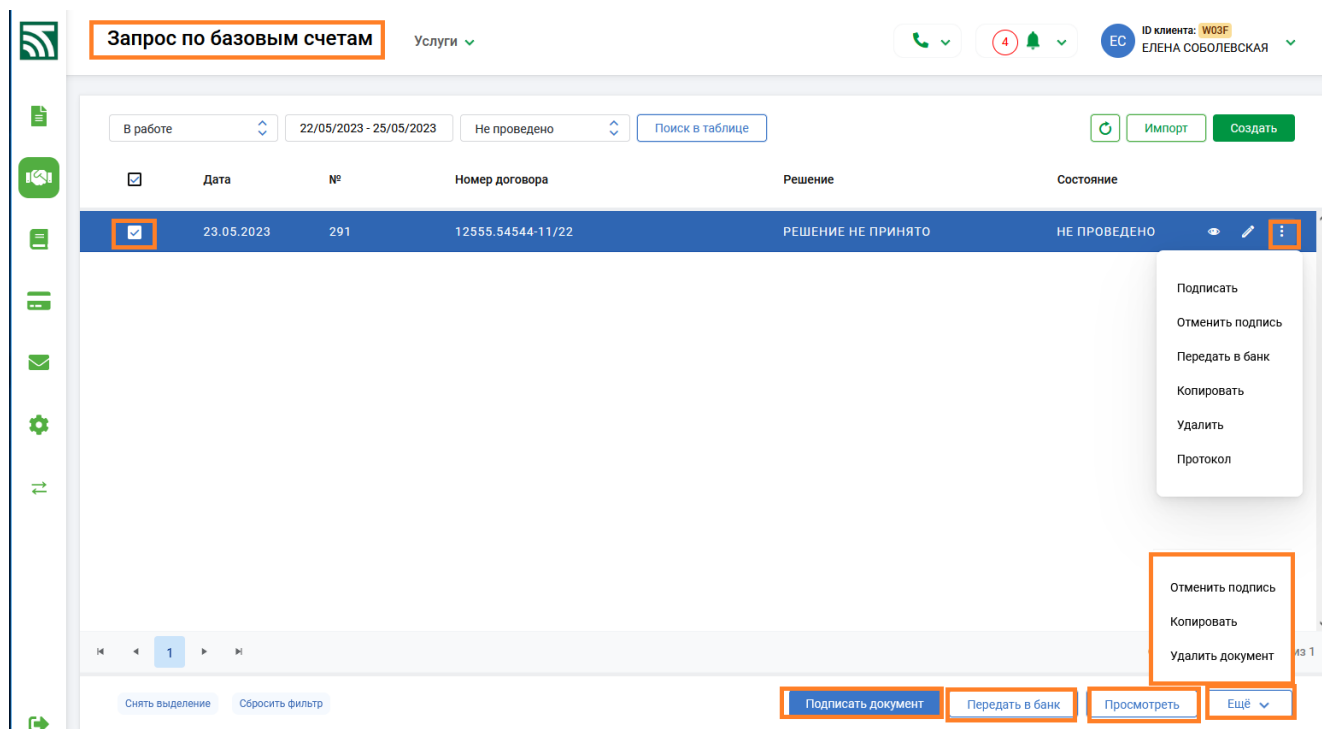 Запрос по базовым счетам
Услуги
4
ЕС
ID клиента: W03F
ЕЛЕНА СОБОЛЕВСКАЯ
В работе
22/05/2023 - 25/05/2023
Не проведено
Поиск в таблице
Импорт
Создать
Дата № Номер договора Решение Состояние
23.05.2023 291 12555.54544-11/22 РЕШЕНИЕ НЕ ПРИНЯТО НЕ ПРОВЕДЕНО
Подписать
Отменить подпись
Передать в банк
Копировать
Удалить
Протокол
Отменить подпись
Копировать
Удалить документ
1
из 1
Снять выделение
Сбросить фильтр
Подписать документ
Передать в банк
Просмотреть
Ещё